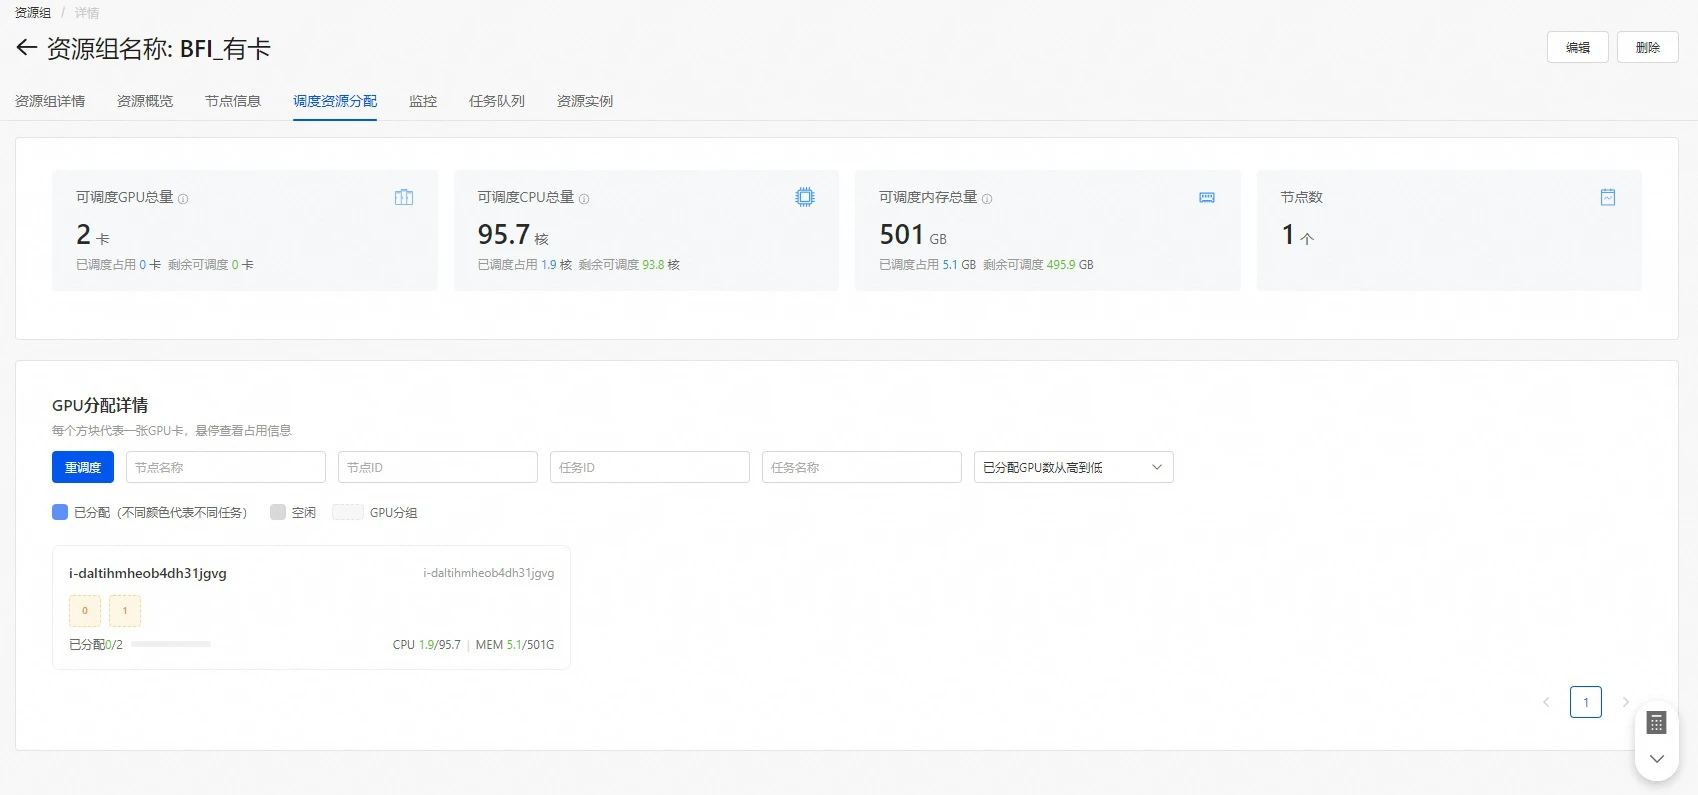 资源组 / 详情
资源组名称: BFI_有卡
编辑 删除
资源组详情 资源概览 节点信息 调度资源分配 监控 任务队列 资源实例
可调度GPU总量
2 卡
已调度占用 0 卡 剩余可调度 0 卡
可调度CPU总量
95.7 核
已调度占用 1.9 核 剩余可调度 93.8 核
可调度内存总量
501 GB
已调度占用 5.1 GB 剩余可调度 495.9 GB
节点数
1 个
GPU分配详情
每个方块代表一张GPU卡，悬停查看占用信息
重调度 节点名称 节点ID 任务ID 任务名称 已分配GPU数从高到低
已分配（不同颜色代表不同任务） 空闲 GPU分组
i-daltihmheob4dh31jgvg i-daltihmheob4dh31jgvg
0 1
已分配0/2 CPU 1.9/95.7 | MEM 5.1/501G
1